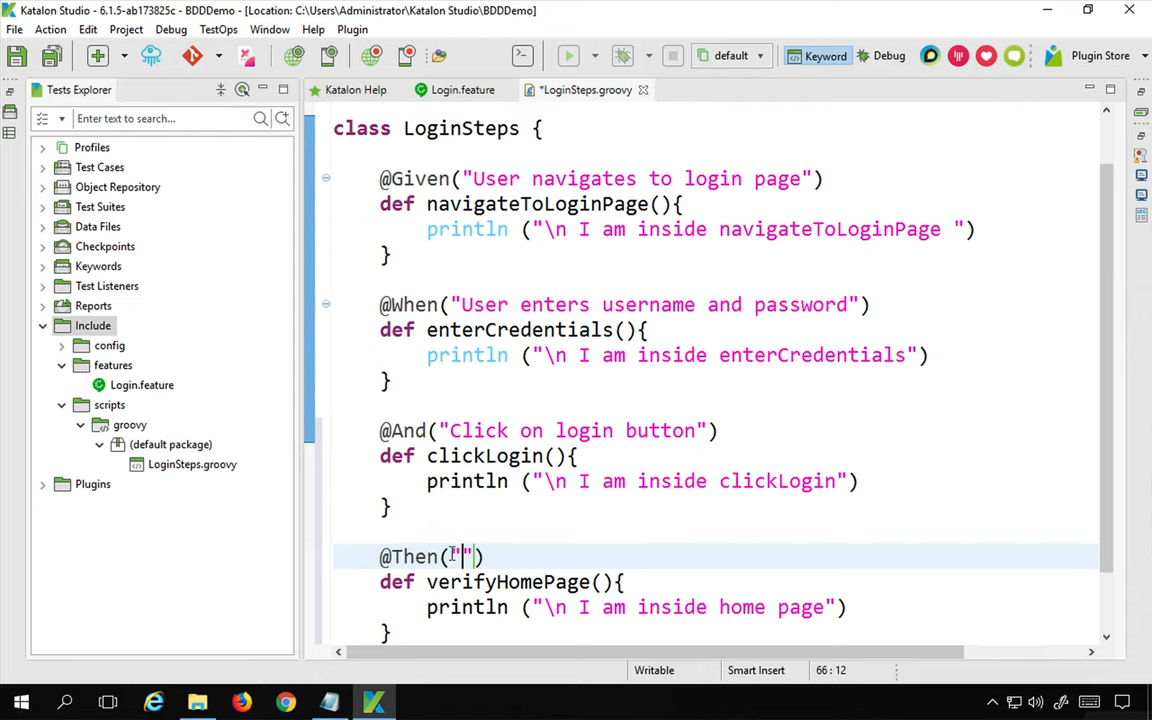 Katalon Studio - 6.1.5-ab173825c - BDDDemo - [Location: C:\Users\Administrator\Katalon Studio\BDDDemo]
File Action Edit Project Debug TestOps Window Help Plugin
default Keyword Debug Plugin Store
Tests Explorer
Katalon Help Login.feature *LoginSteps.groovy
Enter text to search...
Profiles
Test Cases
Object Repository
Test Suites
Data Files
Checkpoints
Keywords
Test Listeners
Reports
Include
config
features
Login.feature
scripts
groovy
(default package)
LoginSteps.groovy
Plugins
class LoginSteps {
@Given("User navigates to login page")
def navigateToLoginPage(){
println ("\n I am inside navigateToLoginPage ")
}
@When("User enters username and password")
def enterCredentials(){
println ("\n I am inside enterCredentials")
}
@And("Click on login button")
def clickLogin(){
println ("\n I am inside clickLogin")
}
@Then("")
def verifyHomePage(){
println ("\n I am inside home page")
}
Writable Smart Insert 66 : 12